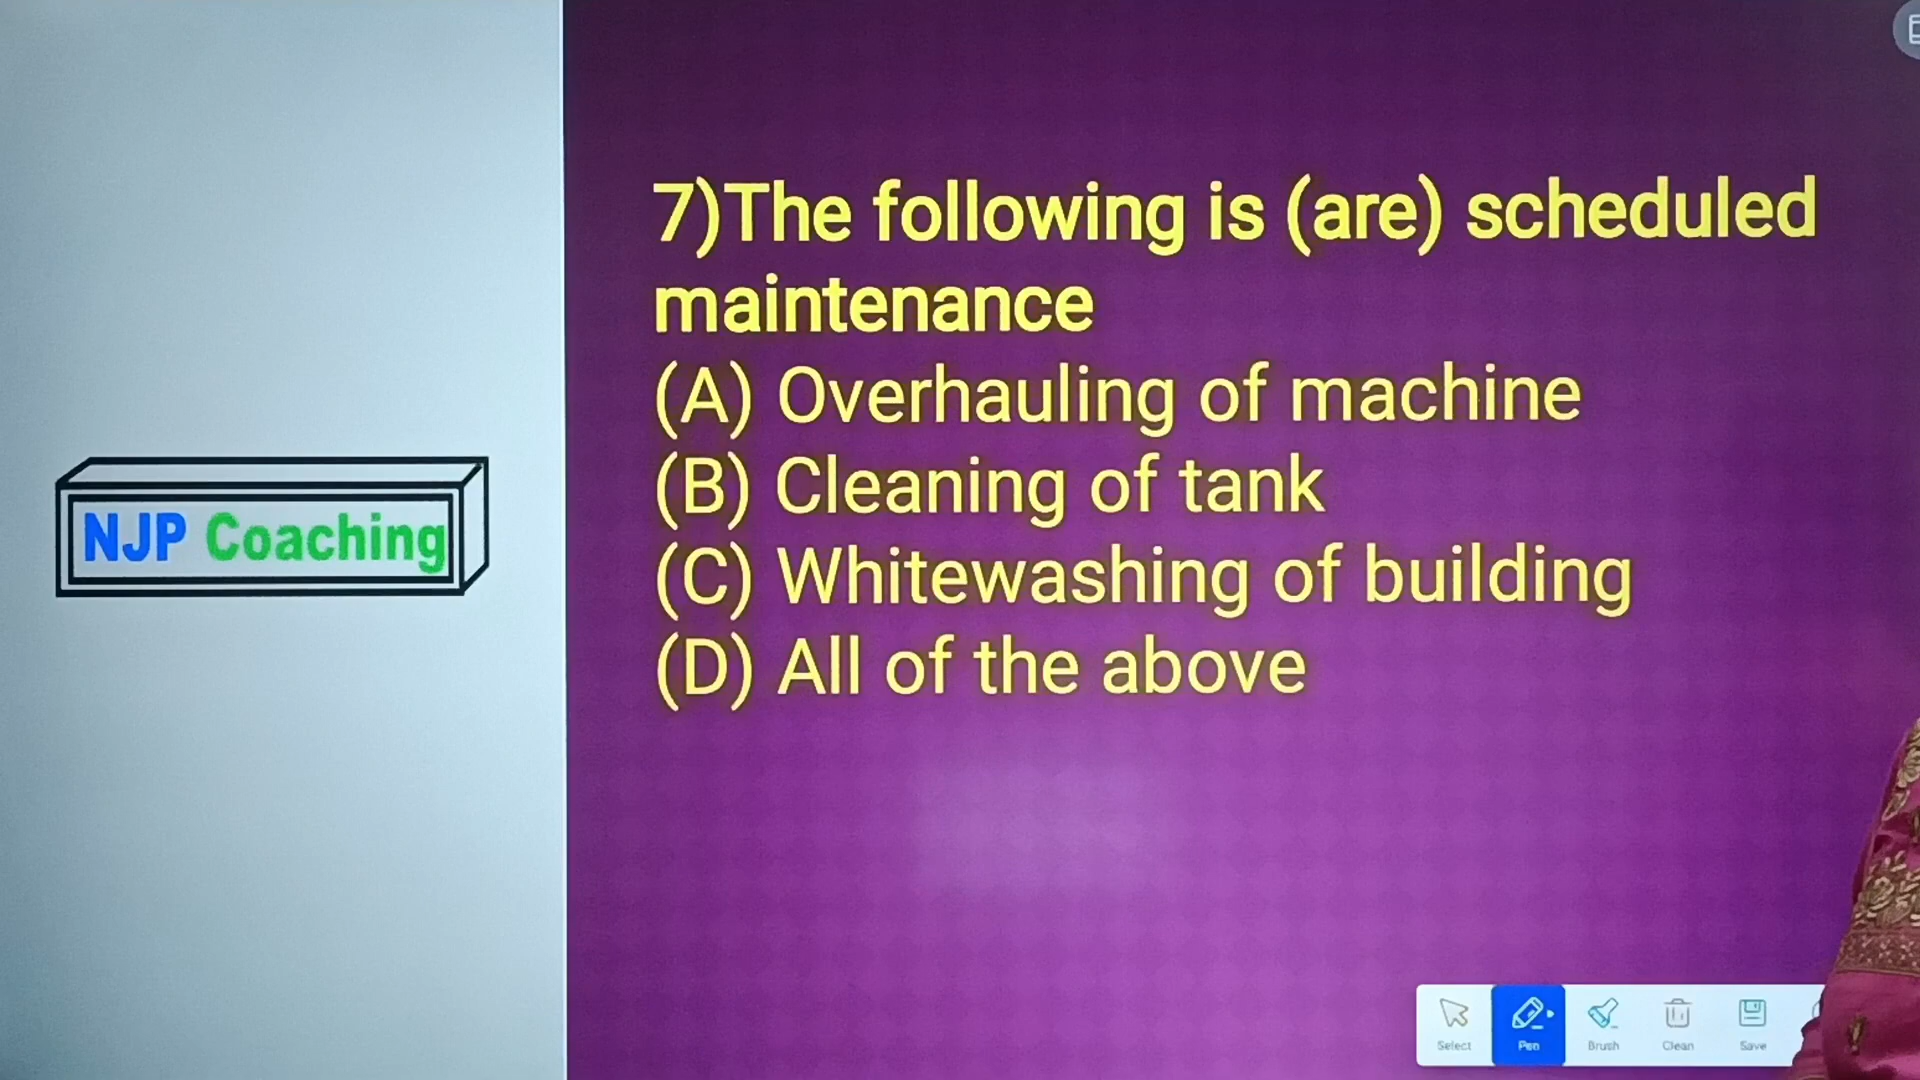 7)The following is (are) scheduled
maintenance
(A) Overhauling of machine
(B) Cleaning of tank
NJP Coaching
(C) Whitewashing of building
(D) All of the above
Select
Pen
Brush
Clean
Save